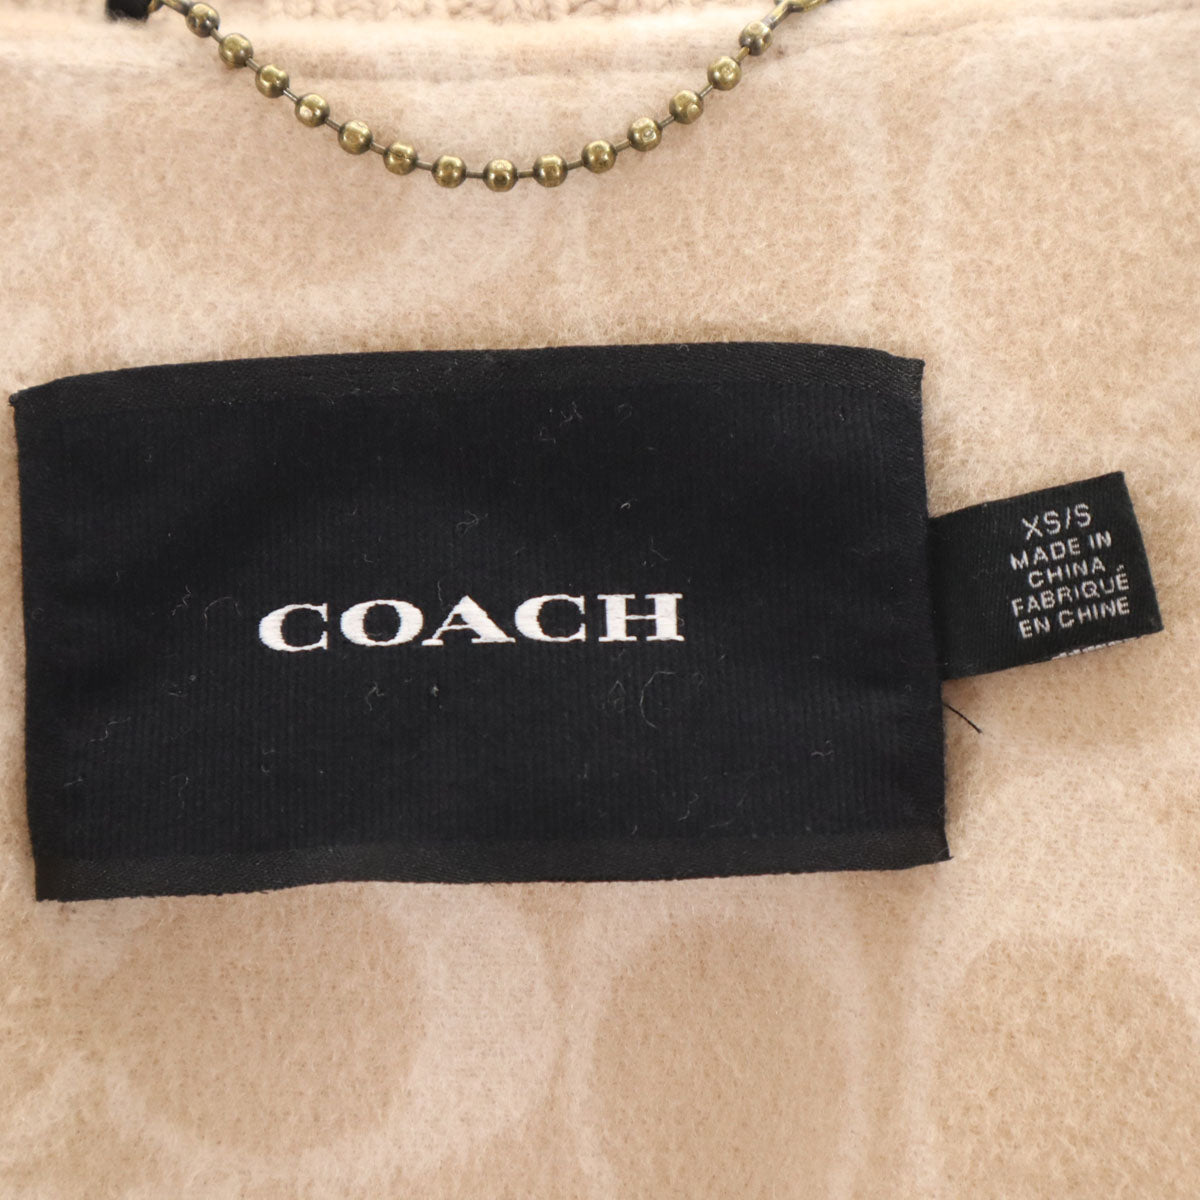 COACH
XS/S
MADE IN
CHINA
FABRIQUÉ
EN CHINE